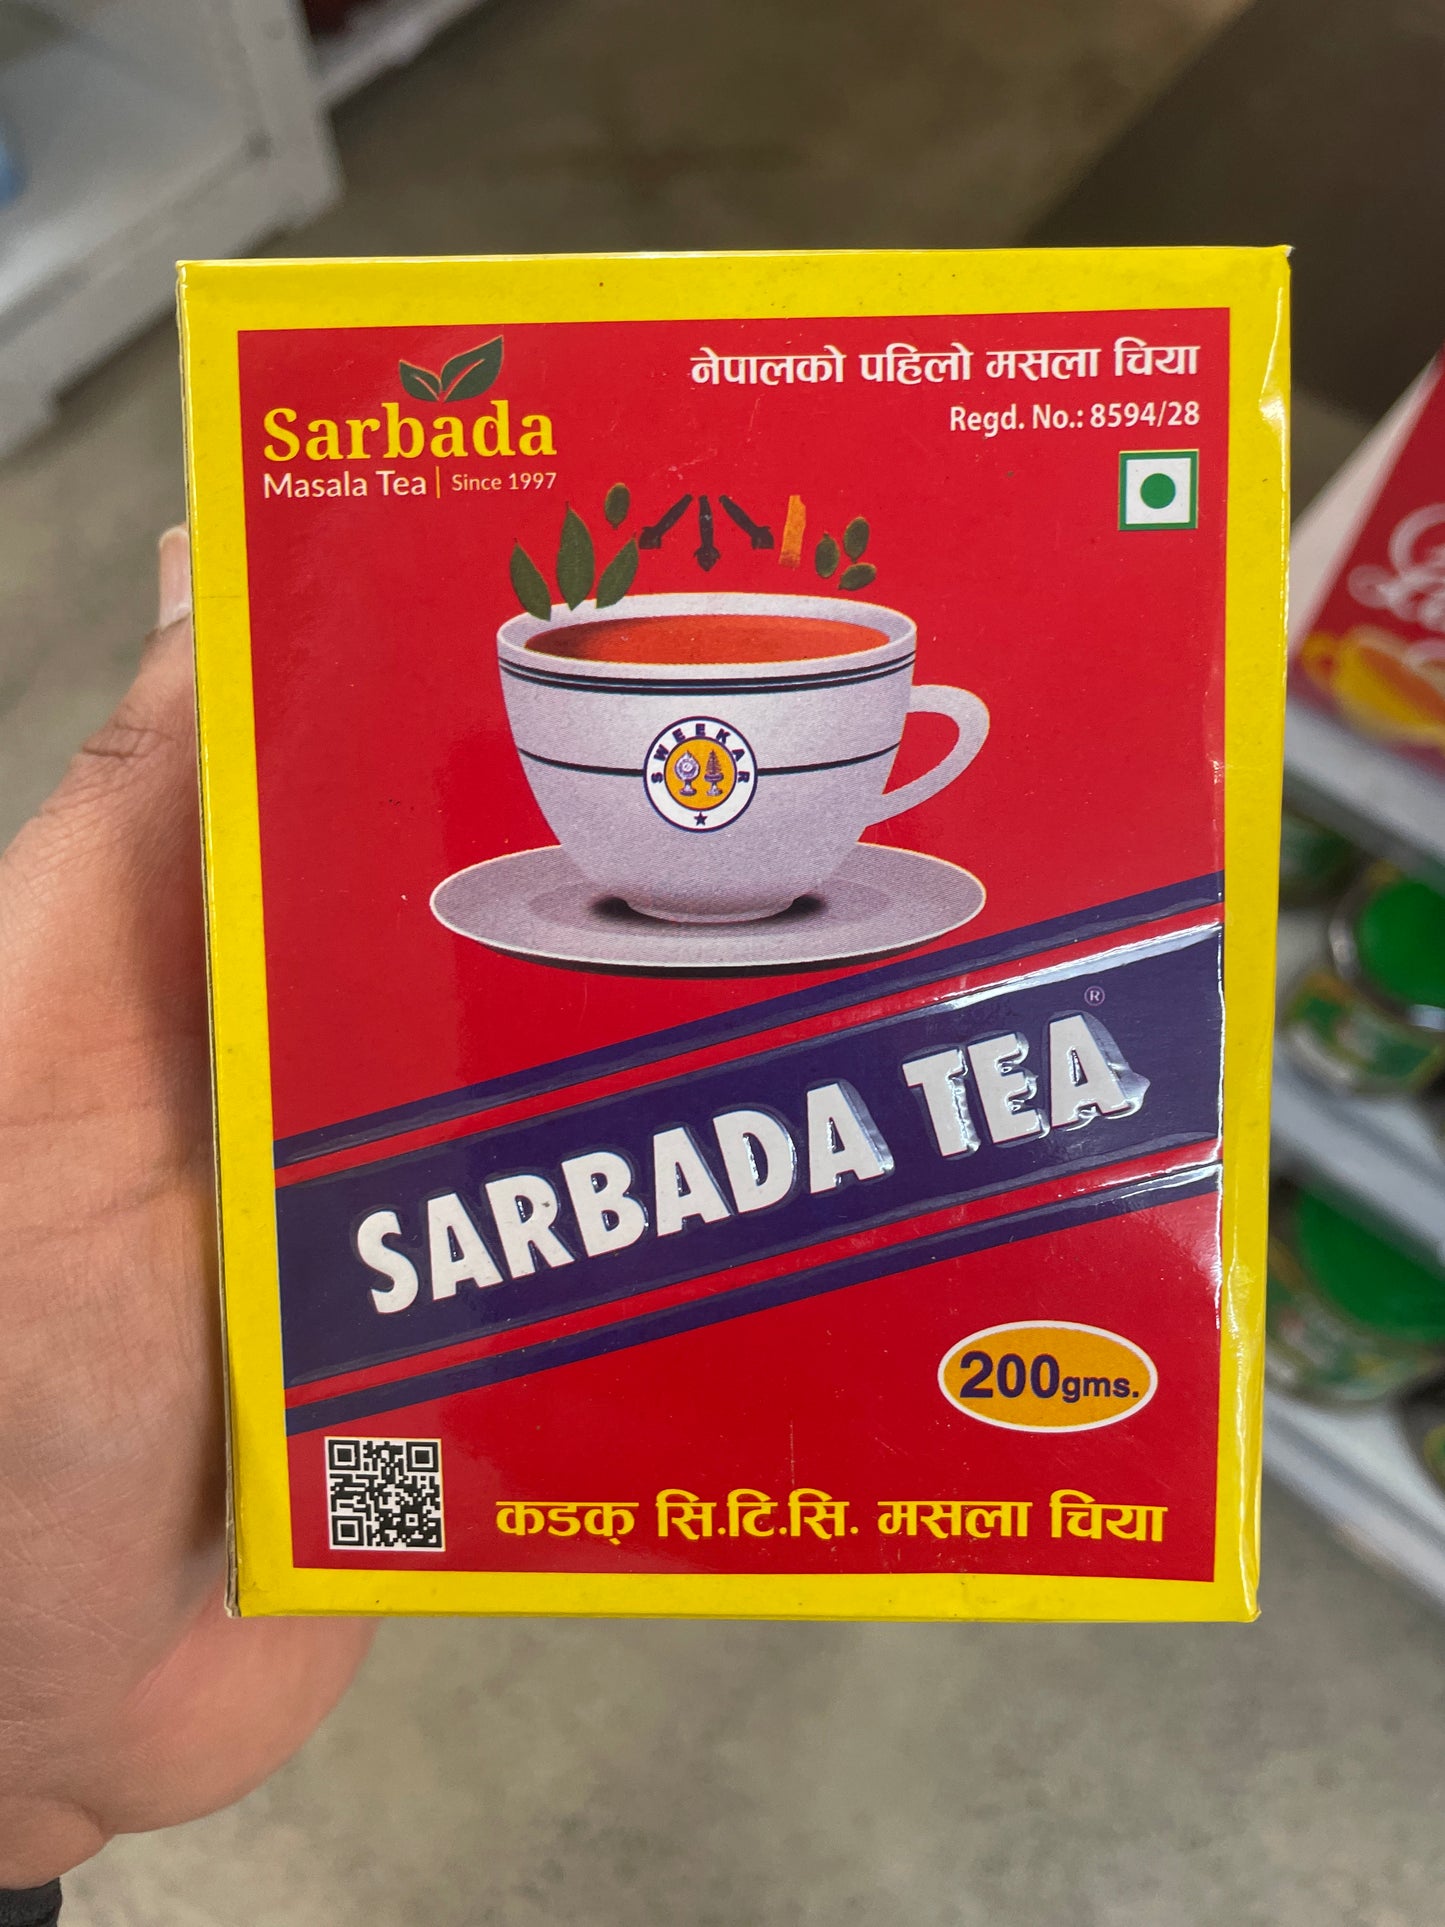 Sarbada
Masala Tea | Since 1997
नेपालको पहिलो मसला चिया
Regd. No.: 8594/28
SWEEKAR
SARBADA TEA ®
200gms.
कडक् सि.टि.सि. मसला चिया